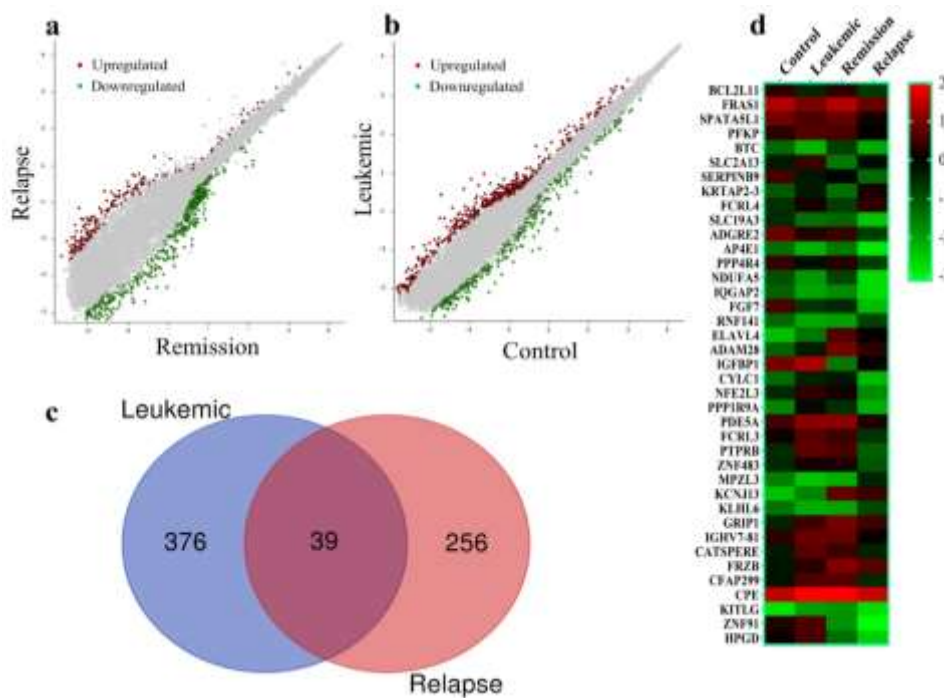 a
Upregulated
Downregulated
Relapse
Remission
b
Upregulated
Downregulated
Leukemic
Control
c
Leukemic
376
39
256
Relapse
d
Control
Leukemic
Remission
Relapse
BCL2L11
FRAS1
SPATA5L1
PFKP
BTC
SLC2A13
SERPINB9
KRTAP2-3
FCRL4
SLC19A3
ADGRE2
AP4E1
PPP4R4
NDUFA5
IQGAP2
FGF7
RNF141
ELAVL4
ADAM28
IGFBP1
CYLC1
NFE2L3
PPP1R9A
PDE5A
FCRL3
PTPRB
ZNF483
MPZL3
KCNJ13
KLHL6
GRIP1
IGHV7-81
CATSPERE
FRZB
CFAP299
CPE
KITLG
ZNF91
HPGD
2